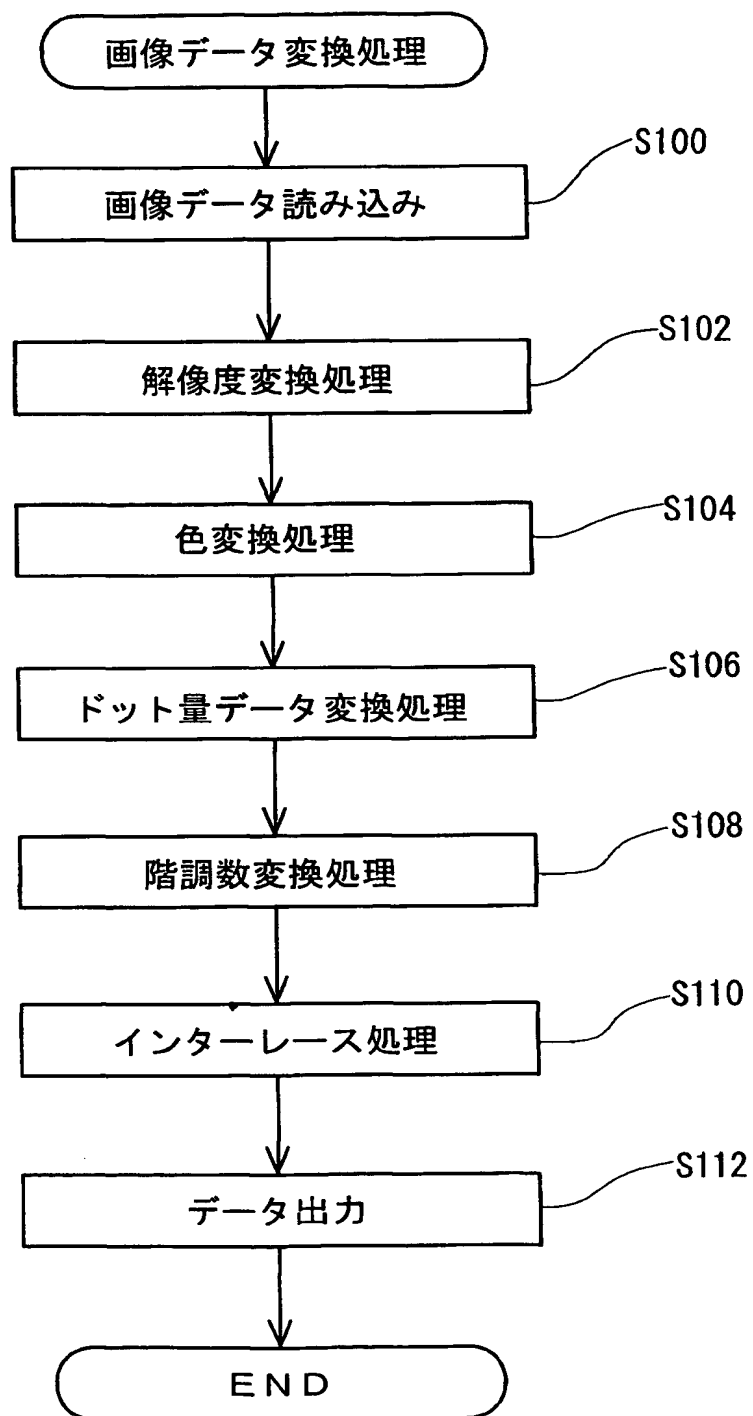 画像データ変換処理
S100
画像データ読み込み
S102
解像度変換処理
S104
色変換処理
S106
ドット量データ変換処理
S108
階調数変換処理
S110
インターレース処理
S112
データ出力
END